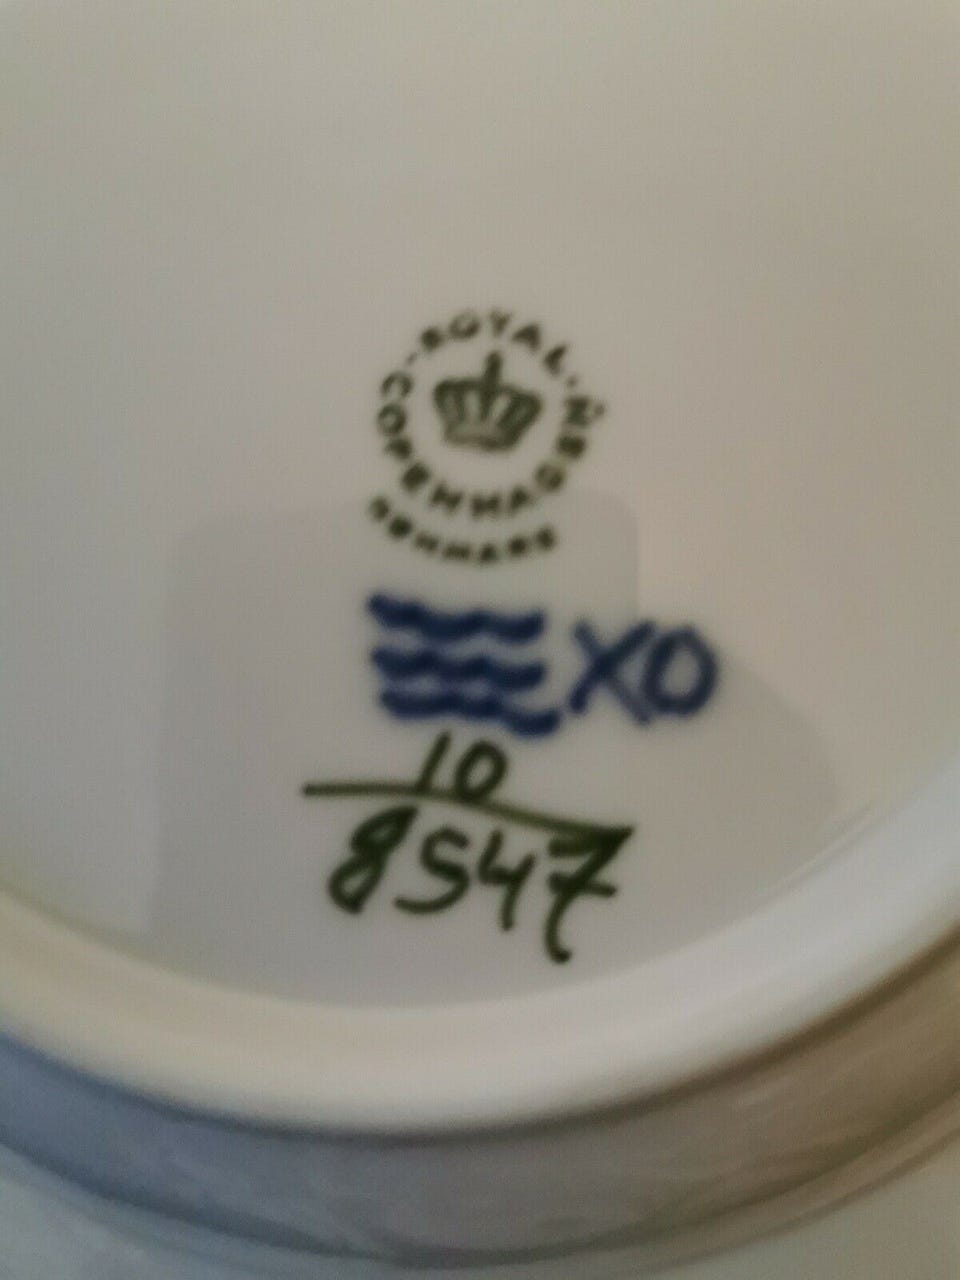 ROYAL
COPENHAGEN
DENMARK
XO
10
8547